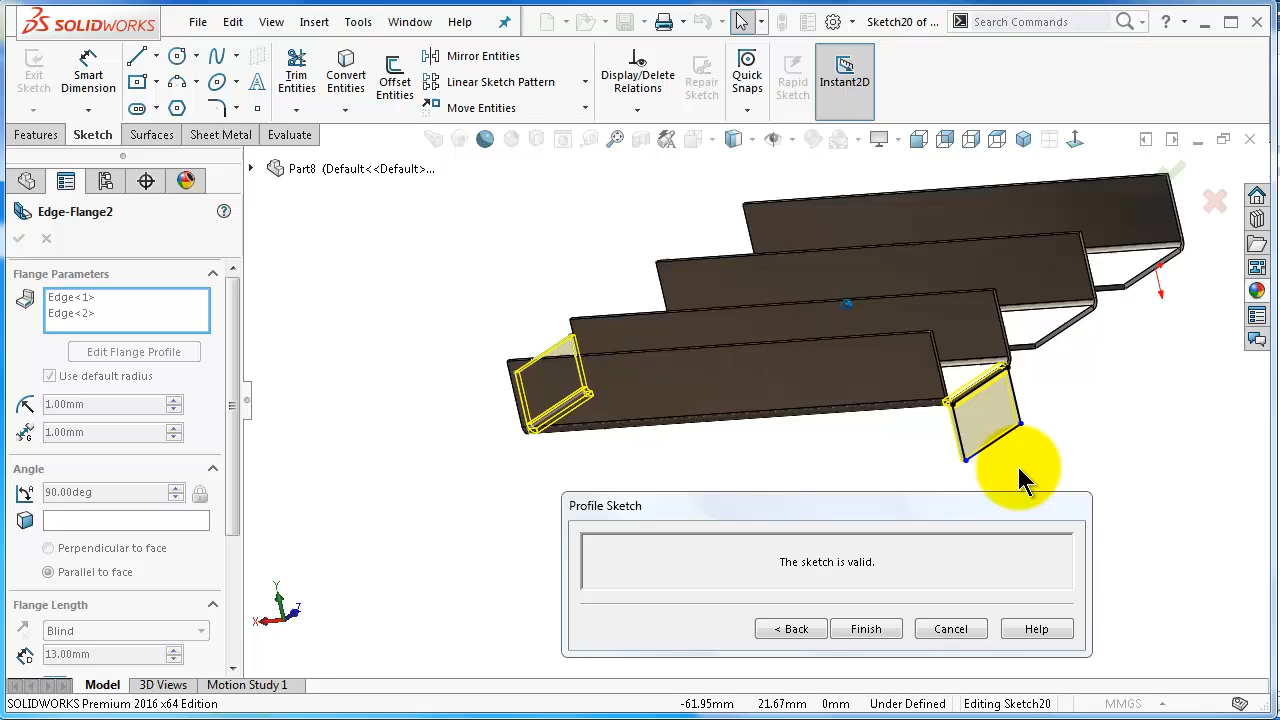 SOLIDWORKS File Edit View Insert Tools Window Help Sketch20 of ... Search Commands ?
Exit Sketch
Smart Dimension
Trim Entities
Convert Entities
Offset Entities
Mirror Entities
Linear Sketch Pattern
Move Entities
Display/Delete Relations
Repair Sketch
Quick Snaps
Rapid Sketch
Instant2D
Features Sketch Surfaces Sheet Metal Evaluate
Part8 (Default<<Default>...
Edge-Flange2 ?
Flange Parameters
Edge<1>
Edge<2>
Edit Flange Profile
Use default radius
1.00mm
1.00mm
Angle
90.00deg
Perpendicular to face
Parallel to face
Flange Length
Blind
13.00mm
Profile Sketch
The sketch is valid.
< Back Finish Cancel Help
Y
X Z
Model 3D Views Motion Study 1
SOLIDWORKS Premium 2016 x64 Edition -61.95mm 21.67mm 0mm Under Defined Editing Sketch20 MMGS